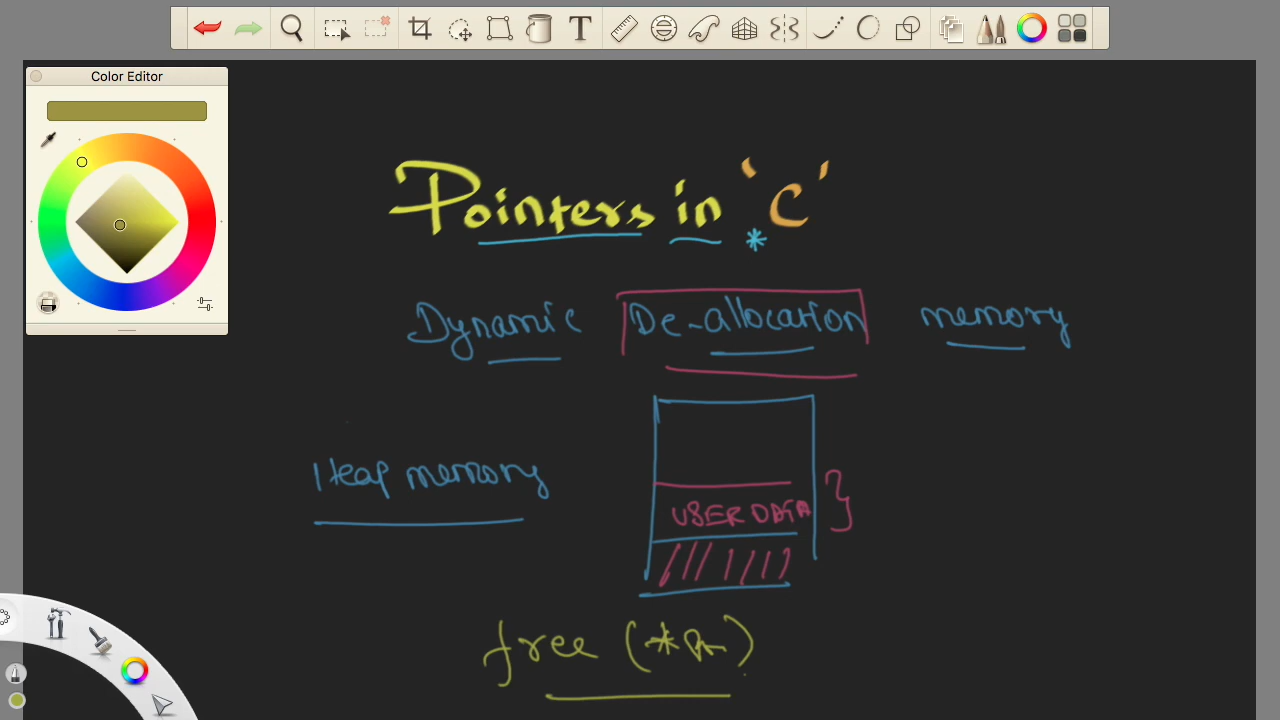 Color Editor
Pointers in 'C'
*
Dynamic De-allocation memory
Heap memory
USER DATA
free (*ptr)